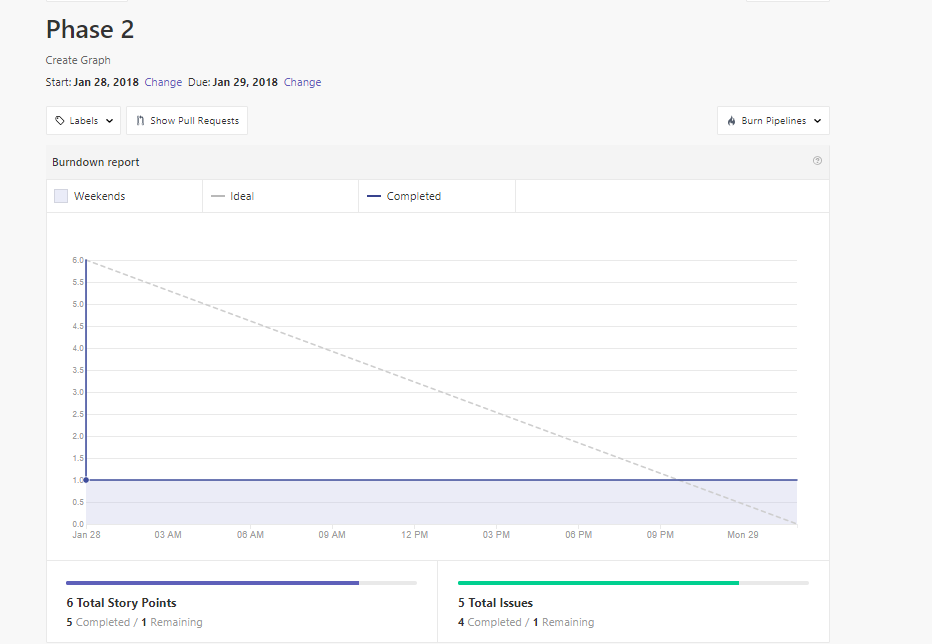 Phase 2
Create Graph
Start: Jan 28, 2018 Change Due: Jan 29, 2018 Change
Labels Show Pull Requests Burn Pipelines
Burndown report
Weekends Ideal Completed
6.0
5.5
5.0
4.5
4.0
3.5
3.0
2.5
2.0
1.5
1.0
0.5
0.0
Jan 28 03 AM 06 AM 09 AM 12 PM 03 PM 06 PM 09 PM Mon 29
6 Total Story Points
5 Completed / 1 Remaining
5 Total Issues
4 Completed / 1 Remaining